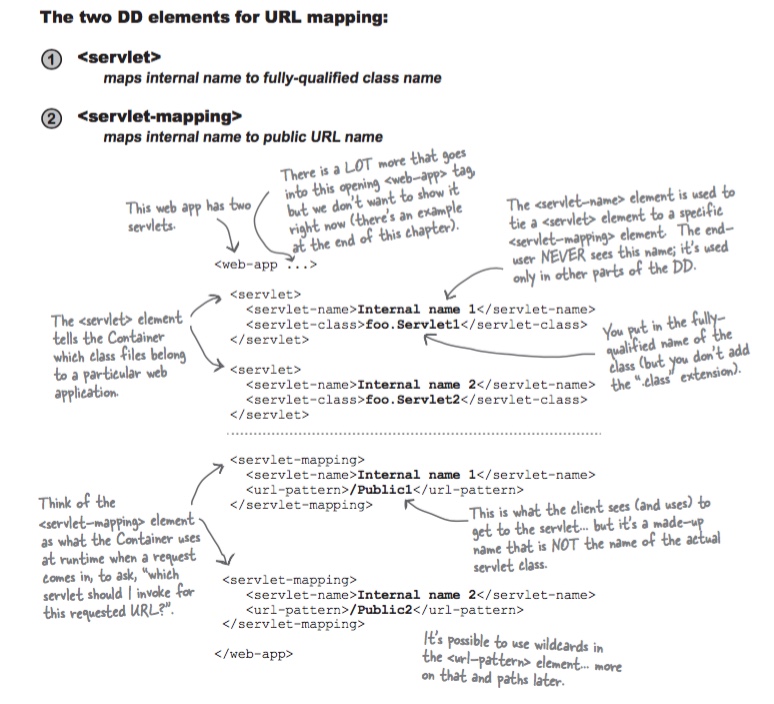 The two DD elements for URL mapping:
1 <servlet>
maps internal name to fully-qualified class name
2 <servlet-mapping>
maps internal name to public URL name
This web app has two
servlets.
There is a LOT more that goes
into this opening <web-app> tag,
but we don't want to show it
right now (there's an example
at the end of this chapter).
The <servlet-name> element is used to
tie a <servlet> element to a specific
<servlet-mapping> element. The end-
user NEVER sees this name; it's used
only in other parts of the DD.
<web-app ...>
The <servlet> element
tells the Container
which class files belong
to a particular web
application.
<servlet>
<servlet-name>Internal name 1</servlet-name>
<servlet-class>foo.Servlet1</servlet-class>
</servlet>
You put in the fully-
qualified name of the
class (but you don't add
the ".class" extension).
<servlet>
<servlet-name>Internal name 2</servlet-name>
<servlet-class>foo.Servlet2</servlet-class>
</servlet>
<servlet-mapping>
<servlet-name>Internal name 1</servlet-name>
<url-pattern>/Public1</url-pattern>
</servlet-mapping>
Think of the
<servlet-mapping> element
as what the Container uses
at runtime when a request
comes in, to ask, "which
servlet should I invoke for
this requested URL?".
This is what the client sees (and uses) to
get to the servlet... but it's a made-up
name that is NOT the name of the actual
servlet class.
<servlet-mapping>
<servlet-name>Internal name 2</servlet-name>
<url-pattern>/Public2</url-pattern>
</servlet-mapping>
</web-app>
It's possible to use wildcards in
the <url-pattern> element... more
on that and paths later.